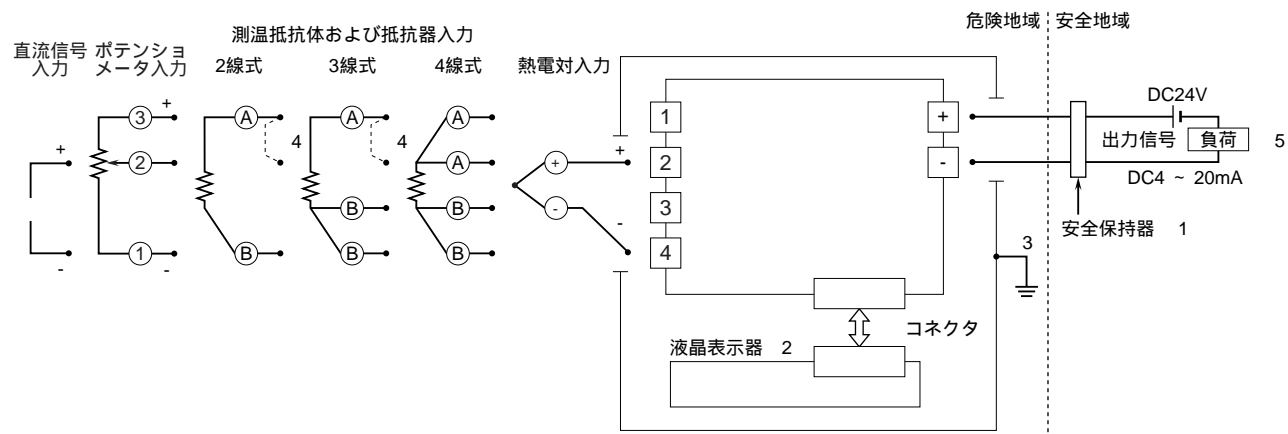 危険地域
安全地域
測温抵抗体および抵抗器入力
直流信号
入力
ポテンショ
メータ入力
2線式
3線式
4線式
熱電対入力
DC24V
出力信号
負荷
5
DC4 ~ 20mA
安全保持器 1
3
コネクタ
液晶表示器 2
+
-
3
+
2
1
-
A
4
B
A
4
B
B
A
A
B
B
+
-
+
-
1
2
3
4
+
-